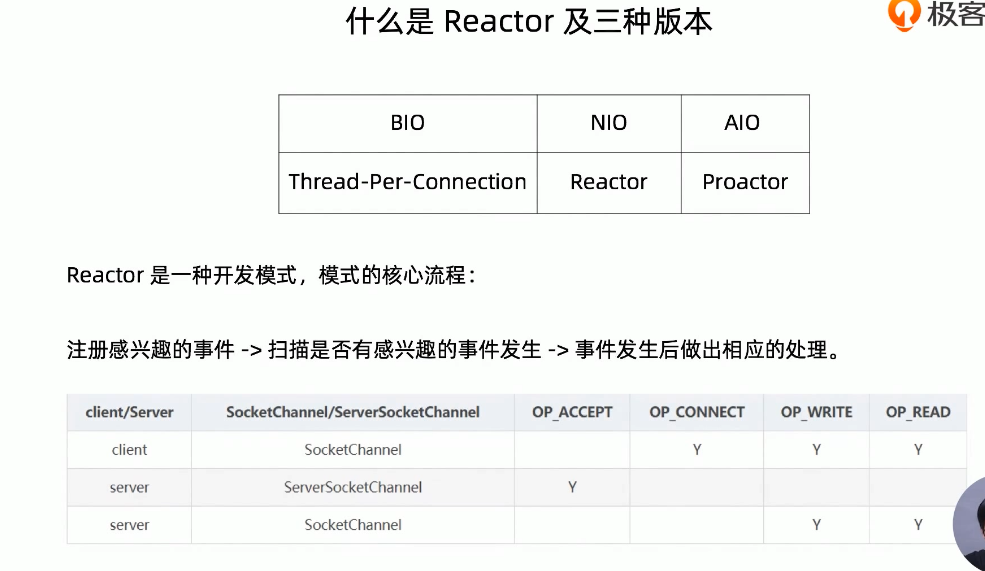 什么是 Reactor 及三种版本
极客
BIO NIO AIO
Thread-Per-Connection Reactor Proactor
Reactor 是一种开发模式，模式的核心流程：
注册感兴趣的事件 -> 扫描是否有感兴趣的事件发生 -> 事件发生后做出相应的处理。
client/Server SocketChannel/ServerSocketChannel OP_ACCEPT OP_CONNECT OP_WRITE OP_READ
client SocketChannel Y Y Y
server ServerSocketChannel Y
server SocketChannel Y Y